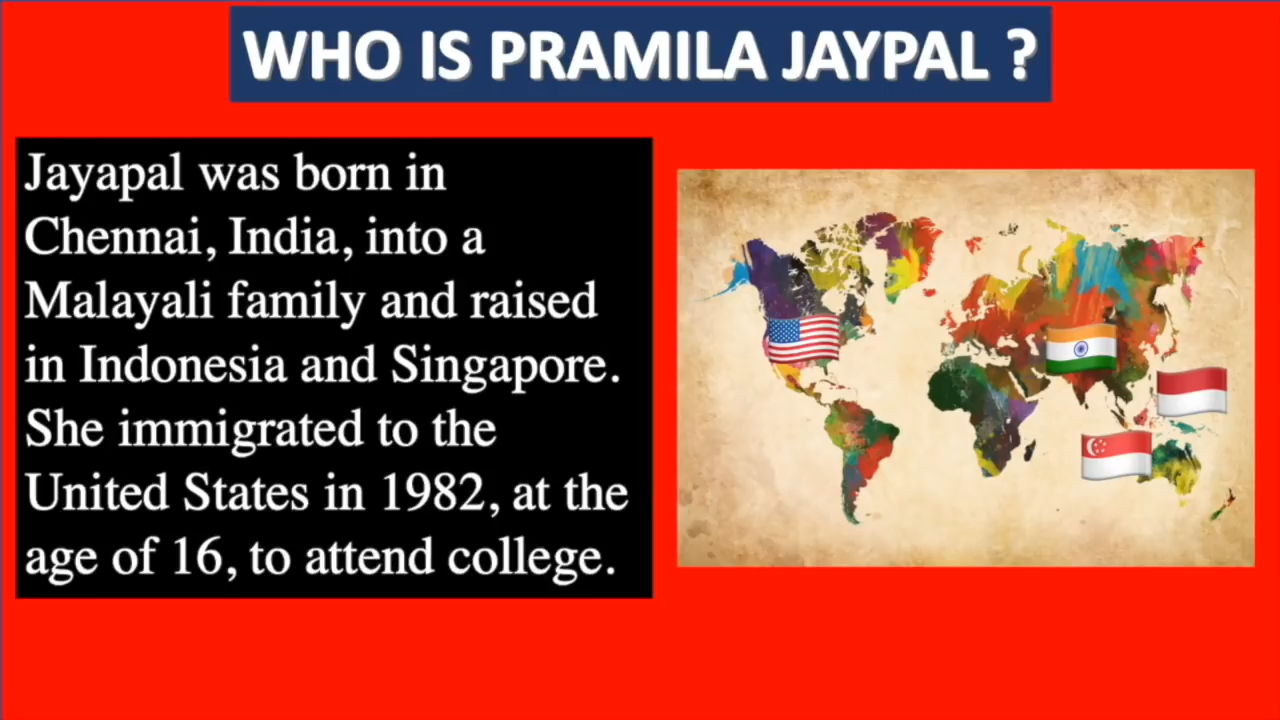 WHO IS PRAMILA JAYPAL ?
Jayapal was born in
Chennai, India, into a
Malayali family and raised
in Indonesia and Singapore.
She immigrated to the
United States in 1982, at the
age of 16, to attend college.